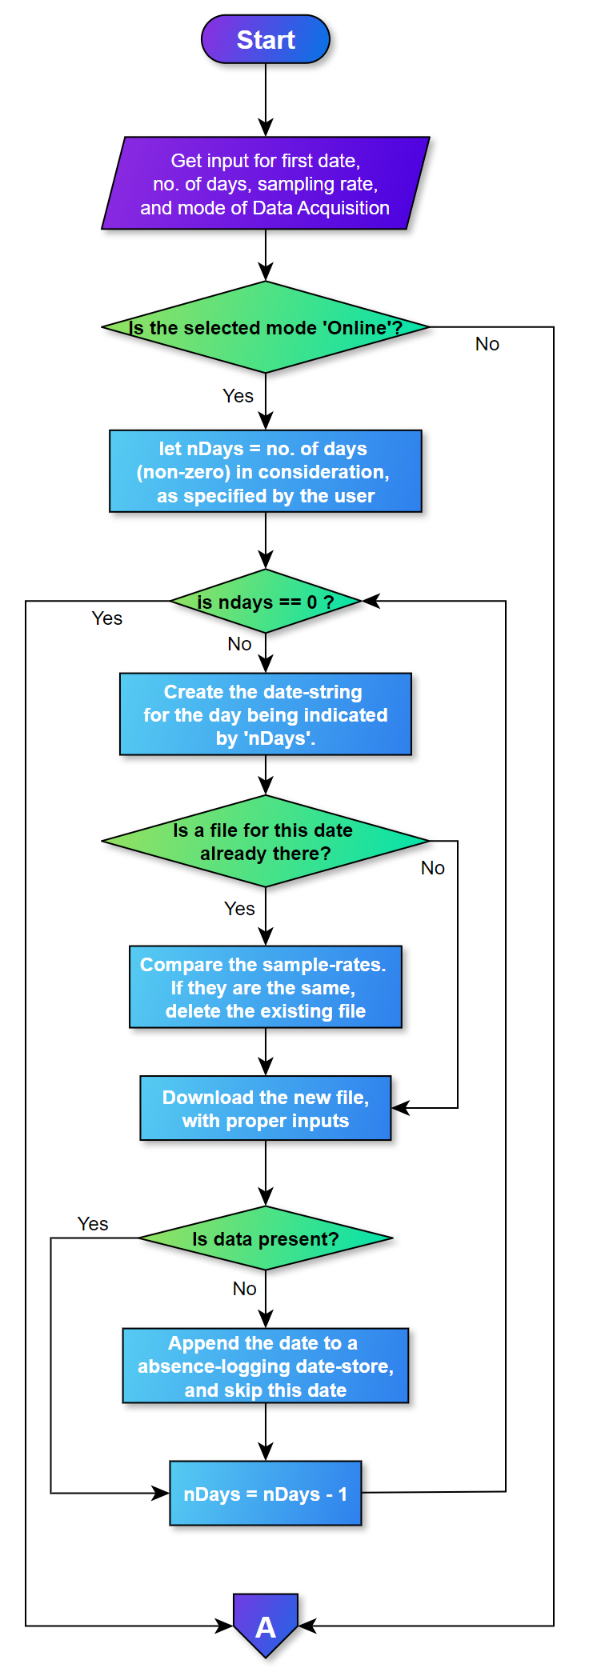 Start
Get input for first date,
no. of days, sampling rate,
and mode of Data Acquisition
Is the selected mode 'Online'?
No
Yes
let nDays = no. of days
(non-zero) in consideration,
as specified by the user
is ndays == 0 ?
Yes
No
Create the date-string
for the day being indicated
by 'nDays'.
Is a file for this date
already there?
No
Yes
Compare the sample-rates.
If they are the same,
delete the existing file
Download the new file,
with proper inputs
Yes
Is data present?
No
Append the date to a
absence-logging date-store,
and skip this date
nDays = nDays - 1
A